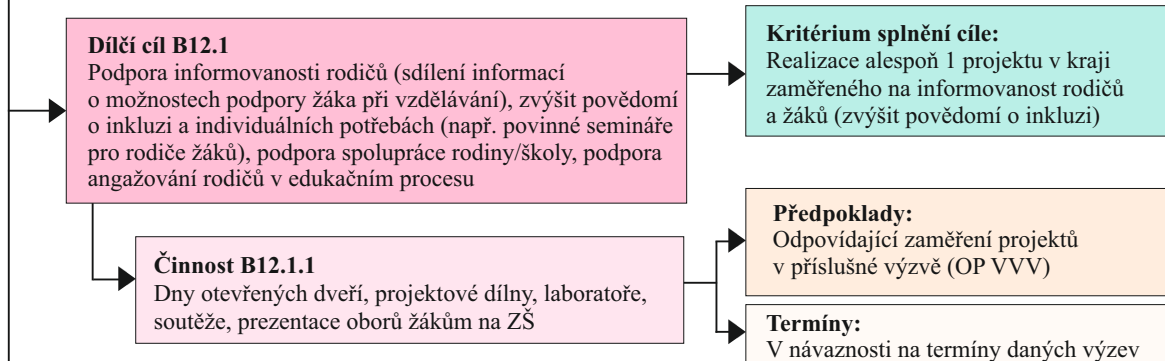 Dílčí cíl B12.1
Podpora informovanosti rodičů (sdílení informací
o možnostech podpory žáka při vzdělávání), zvýšit povědomí
o inkluzi a individuálních potřebách (např. povinné semináře
pro rodiče žáků), podpora spolupráce rodiny/školy, podpora
angažování rodičů v edukačním procesu
Kritérium splnění cíle:
Realizace alespoň 1 projektu v kraji
zaměřeného na informovanost rodičů
a žáků (zvýšit povědomí o inkluzi)
Činnost B12.1.1
Dny otevřených dveří, projektové dílny, laboratoře,
soutěže, prezentace oborů žákům na ZŠ
Předpoklady:
Odpovídající zaměření projektů
v příslušné výzvě (OP VVV)
Termíny:
V návaznosti na termíny daných výzev